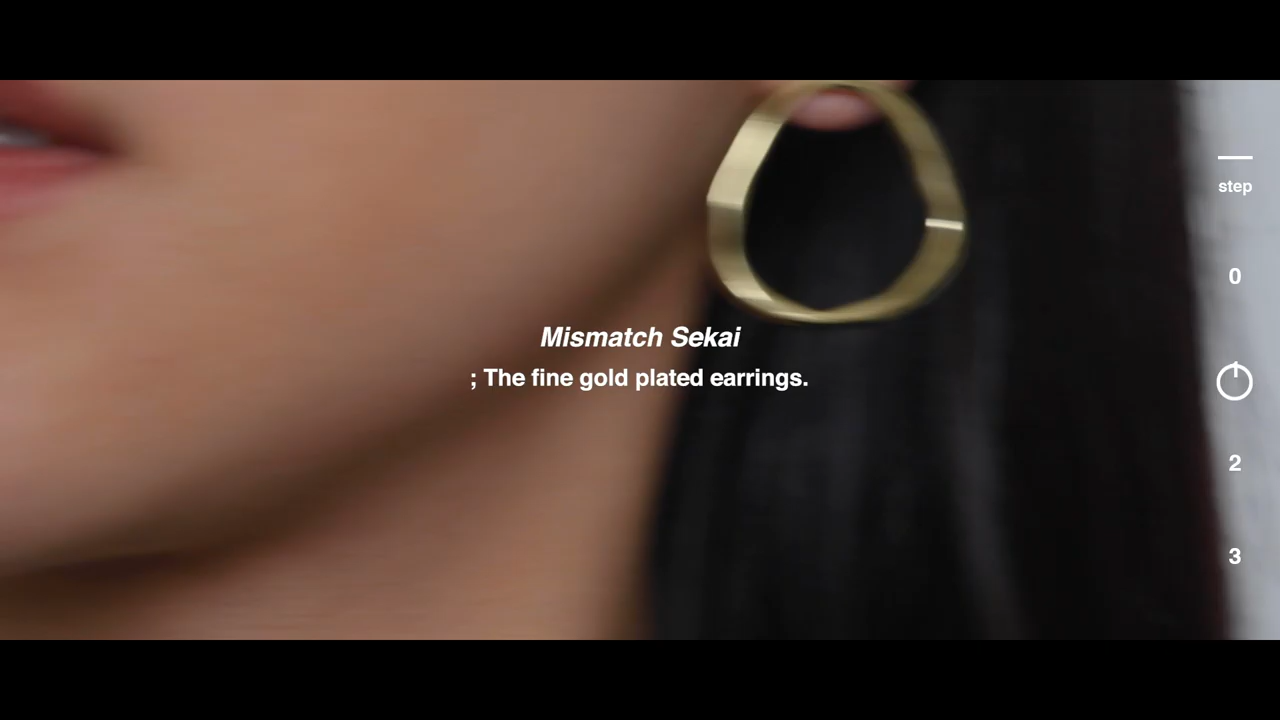 Mismatch Sekai
; The fine gold plated earrings.
step
0
2
3